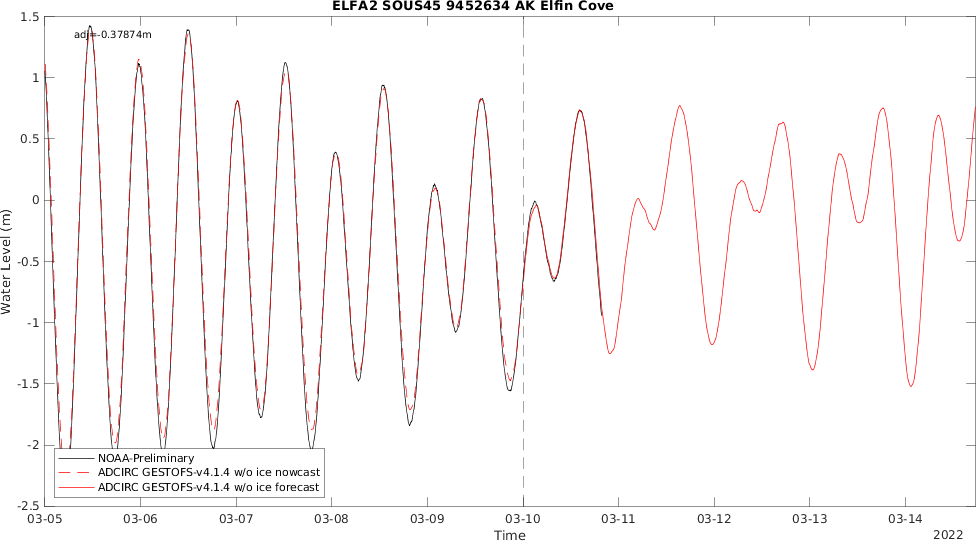 ELFA2 SOUS45 9452634 AK Elfin Cove
adj=-0.37874m
1.5
1
0.5
0
-0.5
-1
-1.5
-2
-2.5
Water Level (m)
NOAA-Preliminary
ADCIRC GESTOFS-v4.1.4 w/o ice nowcast
ADCIRC GESTOFS-v4.1.4 w/o ice forecast
03-05 03-06 03-07 03-08 03-09 03-10 03-11 03-12 03-13 03-14
Time
2022